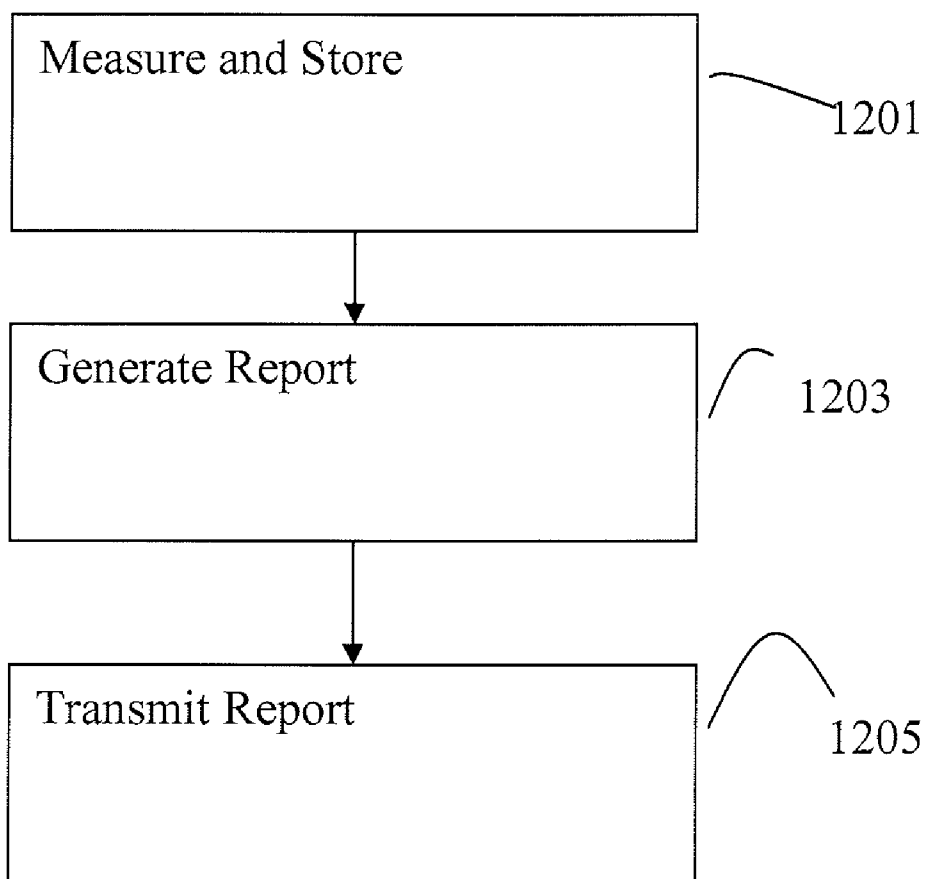 Measure and Store
1201
Generate Report
1203
Transmit Report
1205